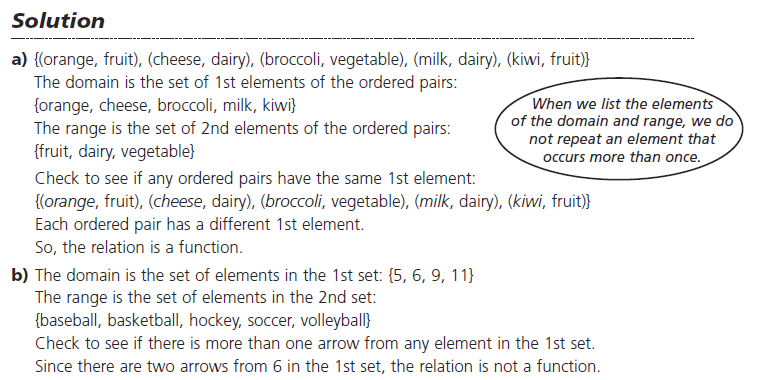 Solution
a) {(orange, fruit), (cheese, dairy), (broccoli, vegetable), (milk, dairy), (kiwi, fruit)}
The domain is the set of 1st elements of the ordered pairs:
{orange, cheese, broccoli, milk, kiwi}
The range is the set of 2nd elements of the ordered pairs:
{fruit, dairy, vegetable}
When we list the elements
of the domain and range, we do
not repeat an element that
occurs more than once.
Check to see if any ordered pairs have the same 1st element:
{(orange, fruit), (cheese, dairy), (broccoli, vegetable), (milk, dairy), (kiwi, fruit)}
Each ordered pair has a different 1st element.
So, the relation is a function.
b) The domain is the set of elements in the 1st set: {5, 6, 9, 11}
The range is the set of elements in the 2nd set:
{baseball, basketball, hockey, soccer, volleyball}
Check to see if there is more than one arrow from any element in the 1st set.
Since there are two arrows from 6 in the 1st set, the relation is not a function.